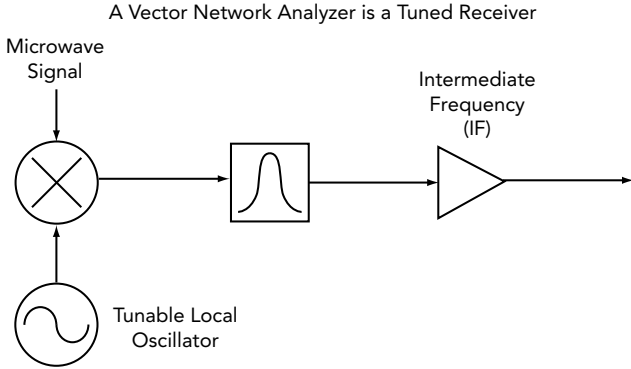 A Vector Network Analyzer is a Tuned Receiver
Microwave
Signal
Intermediate
Frequency
(IF)
Tunable Local
Oscillator